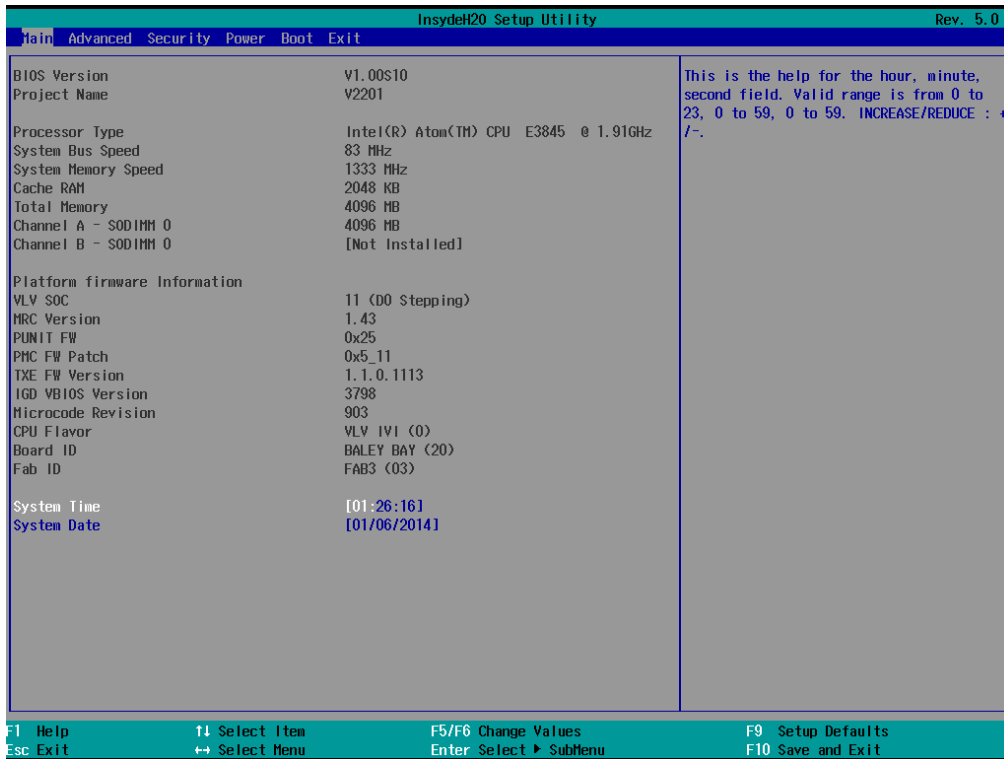 InsydeH20 Setup Utility Rev. 5.0
Main Advanced Security Power Boot Exit
BIOS Version V1.00S10
Project Name V2201
Processor Type Intel(R) Atom(TM) CPU E3845 @ 1.91GHz
System Bus Speed 83 MHz
System Memory Speed 1333 MHz
Cache RAM 2048 KB
Total Memory 4096 MB
Channel A - SODIMM 0 4096 MB
Channel B - SODIMM 0 [Not Installed]
Platform firmware Information
VLV SOC 11 (D0 Stepping)
MRC Version 1.43
PUNIT FW 0x25
PMC FW Patch 0x5_11
TXE FW Version 1.1.0.1113
IGD VBIOS Version 3798
Microcode Revision 903
CPU Flavor VLV IVI (0)
Board ID BALEY BAY (20)
Fab ID FAB3 (03)
System Time [01:26:16]
System Date [01/06/2014]
This is the help for the hour, minute,
second field. Valid range is from 0 to
23, 0 to 59, 0 to 59. INCREASE/REDUCE : +
/-.
F1 Help ↑↓ Select Item F5/F6 Change Values F9 Setup Defaults
Esc Exit ↔ Select Menu Enter Select ▶ SubMenu F10 Save and Exit